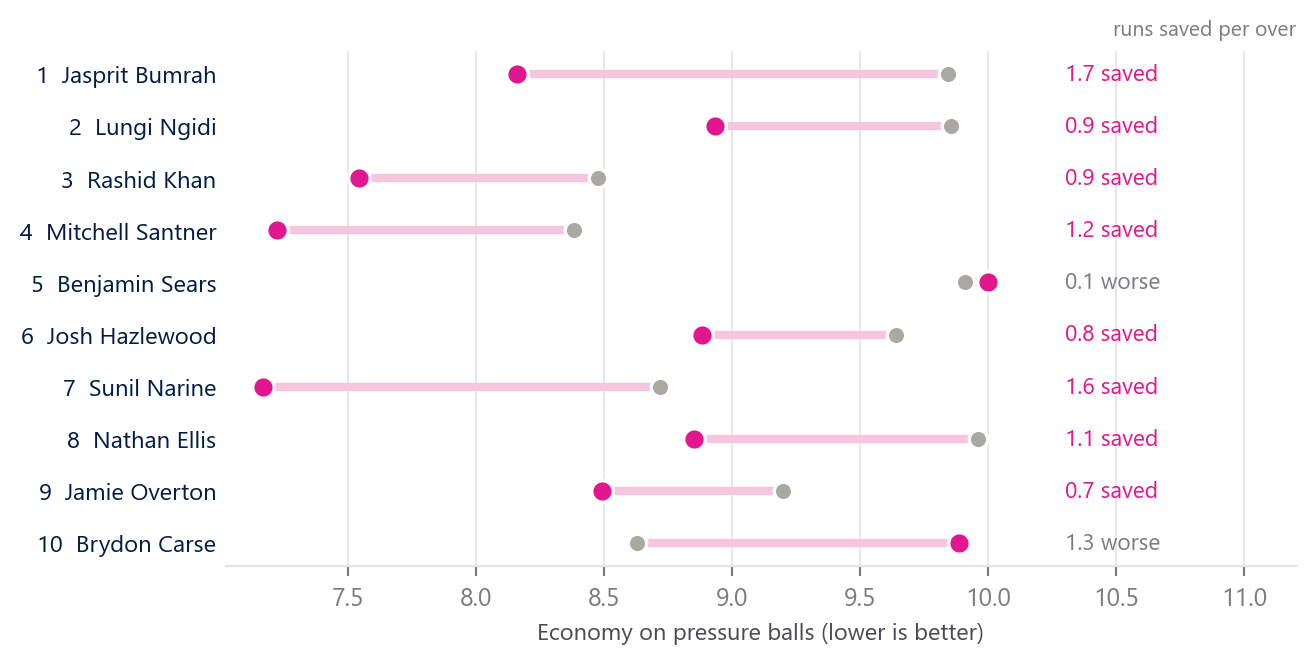 runs saved per over
1 Jasprit Bumrah 1.7 saved
2 Lungi Ngidi 0.9 saved
3 Rashid Khan 0.9 saved
4 Mitchell Santner 1.2 saved
5 Benjamin Sears 0.1 worse
6 Josh Hazlewood 0.8 saved
7 Sunil Narine 1.6 saved
8 Nathan Ellis 1.1 saved
9 Jamie Overton 0.7 saved
10 Brydon Carse 1.3 worse
7.5 8.0 8.5 9.0 9.5 10.0 10.5 11.0
Economy on pressure balls (lower is better)